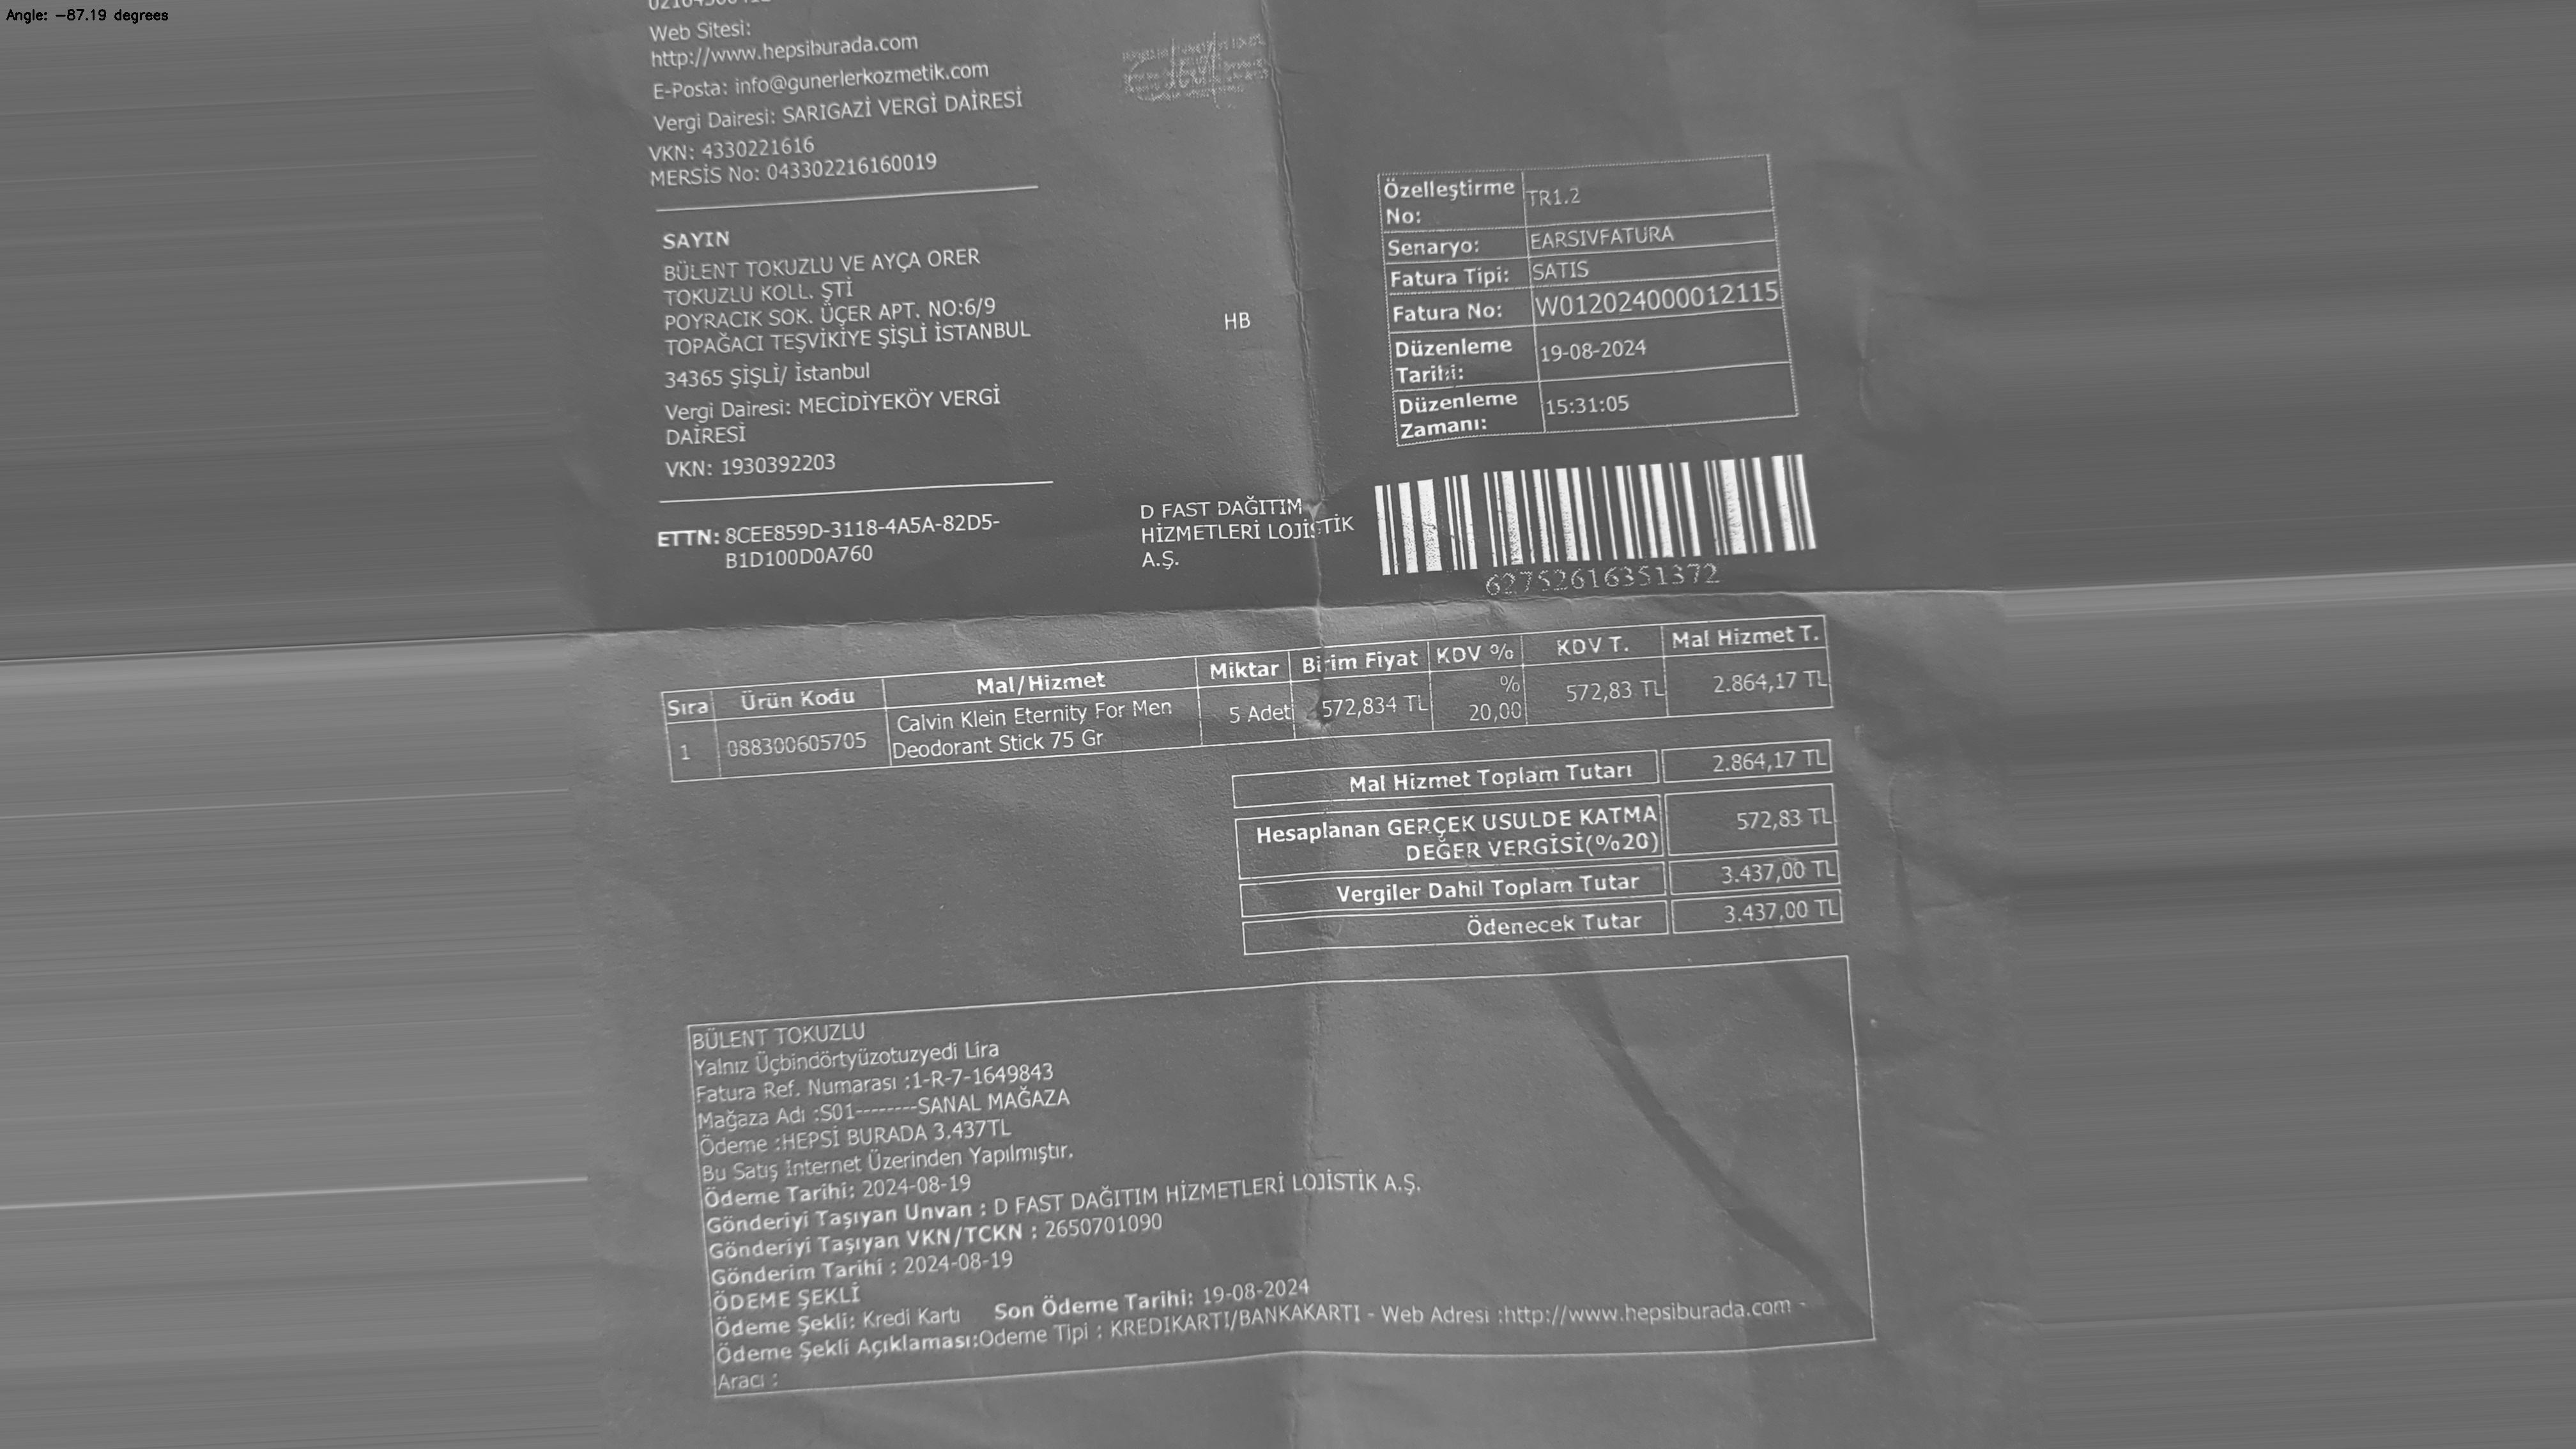 Angle: -87.19 degrees
Web Sitesi:
http://www.hepsiburada.com
E-Posta: info@gunerlerkozmetik.com
Vergi Dairesi: SARIGAZİ VERGİ DAİRESİ
VKN: 4330221616
MERSİS No: 043302216160019
SAYIN
BÜLENT TOKUZLU VE AYÇA ORER
TOKUZLU KOLL. ŞTİ
POYRACIK SOK. ÜÇER APT. NO:6/9
TOPAĞACI TEŞVİKİYE ŞİŞLİ İSTANBUL
34365 ŞİŞLİ/ İstanbul
Vergi Dairesi: MECİDİYEKÖY VERGİ
DAİRESİ
VKN: 1930392203
ETTN: 8CEE859D-3118-4A5A-82D5-
B1D100D0A760
HB
D FAST DAĞITIM
HİZMETLERİ LOJİSTİK
A.Ş.
Özelleştirme No: TR1.2
Senaryo: EARSIVFATURA
Fatura Tipi: SATIS
Fatura No: W012024000012115
Düzenleme Tarihi: 19-08-2024
Düzenleme Zamanı: 15:31:05
62752616351372
Sıra Ürün Kodu Mal/Hizmet Miktar Birim Fiyat KDV % KDV T. Mal Hizmet T.
1 088300605705 Calvin Klein Eternity For Men Deodorant Stick 75 Gr 5 Adet 572,834 TL % 20,00 572,83 TL 2.864,17 TL
Mal Hizmet Toplam Tutarı 2.864,17 TL
Hesaplanan GERÇEK USULDE KATMA DEĞER VERGİSİ(%20) 572,83 TL
Vergiler Dahil Toplam Tutar 3.437,00 TL
Ödenecek Tutar 3.437,00 TL
BÜLENT TOKUZLU
Yalnız Üçbindörtyüzotuzyedi Lira
Fatura Ref. Numarası :1-R-7-1649843
Mağaza Adı :S01--------SANAL MAĞAZA
Ödeme :HEPSİ BURADA 3.437TL
Bu Satış Internet Üzerinden Yapılmıştır.
Ödeme Tarihi: 2024-08-19
Gönderiyi Taşıyan Unvan : D FAST DAĞITIM HİZMETLERİ LOJİSTİK A.Ş.
Gönderiyi Taşıyan VKN/TCKN : 2650701090
Gönderim Tarihi : 2024-08-19
ÖDEME ŞEKLİ
Ödeme Şekli: Kredi Kartı Son Ödeme Tarihi: 19-08-2024
Ödeme Şekli Açıklaması:Odeme Tipi : KREDIKARTI/BANKAKARTI - Web Adresi :http://www.hepsiburada.com -
Aracı :